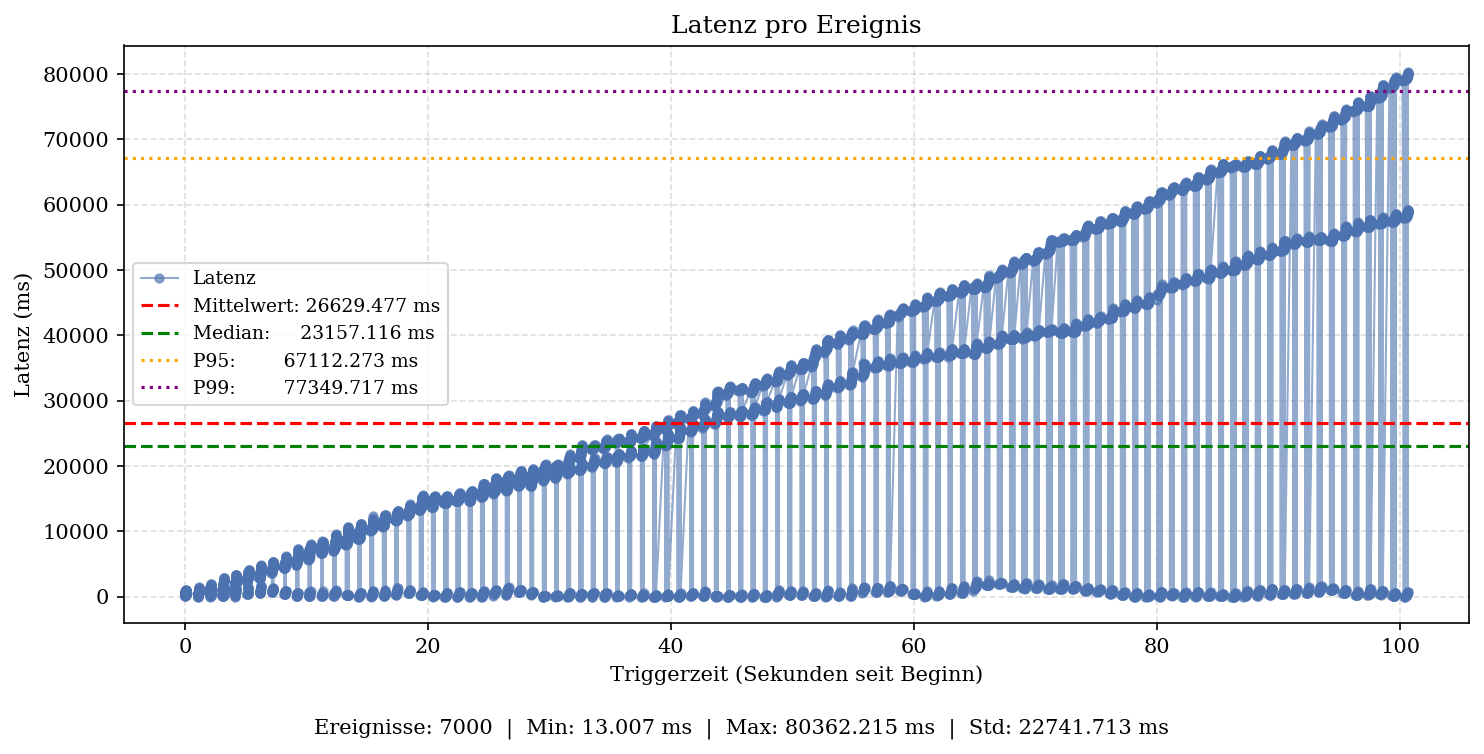 Latenz pro Ereignis
80000
70000
60000
50000
40000
30000
20000
10000
0
Latenz (ms)
Latenz
Mittelwert: 26629.477 ms
Median: 23157.116 ms
P95: 67112.273 ms
P99: 77349.717 ms
0 20 40 60 80 100
Triggerzeit (Sekunden seit Beginn)
Ereignisse: 7000 | Min: 13.007 ms | Max: 80362.215 ms | Std: 22741.713 ms